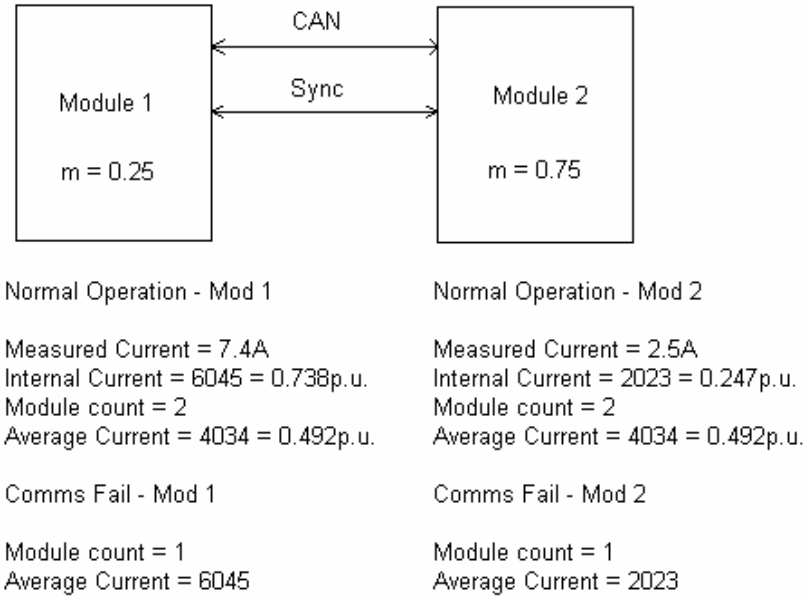 CAN
Sync
Module 1
m = 0.25
Module 2
m = 0.75
Normal Operation - Mod 1
Measured Current = 7.4A
Internal Current = 6045 = 0.738p.u.
Module count = 2
Average Current = 4034 = 0.492p.u.
Comms Fail - Mod 1
Module count = 1
Average Current = 6045
Normal Operation - Mod 2
Measured Current = 2.5A
Internal Current = 2023 = 0.247p.u.
Module count = 2
Average Current = 4034 = 0.492p.u.
Comms Fail - Mod 2
Module count = 1
Average Current = 2023